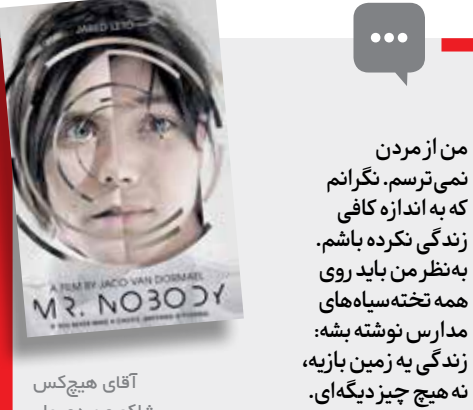 من از مردن
نمی‌ترسم. نگرانم
که به اندازه کافی
زندگی نکرده باشم.
به‌نظر من باید روی
همه تخته‌سیاه‌های
مدارس نوشته بشه:
زندگی یه زمین بازیه،
نه هیچ چیز دیگه‌ای.
JARED LETO
A FILM BY JACO VAN DORMAEL
MR. NOBODY
آقای هیچ‌کس